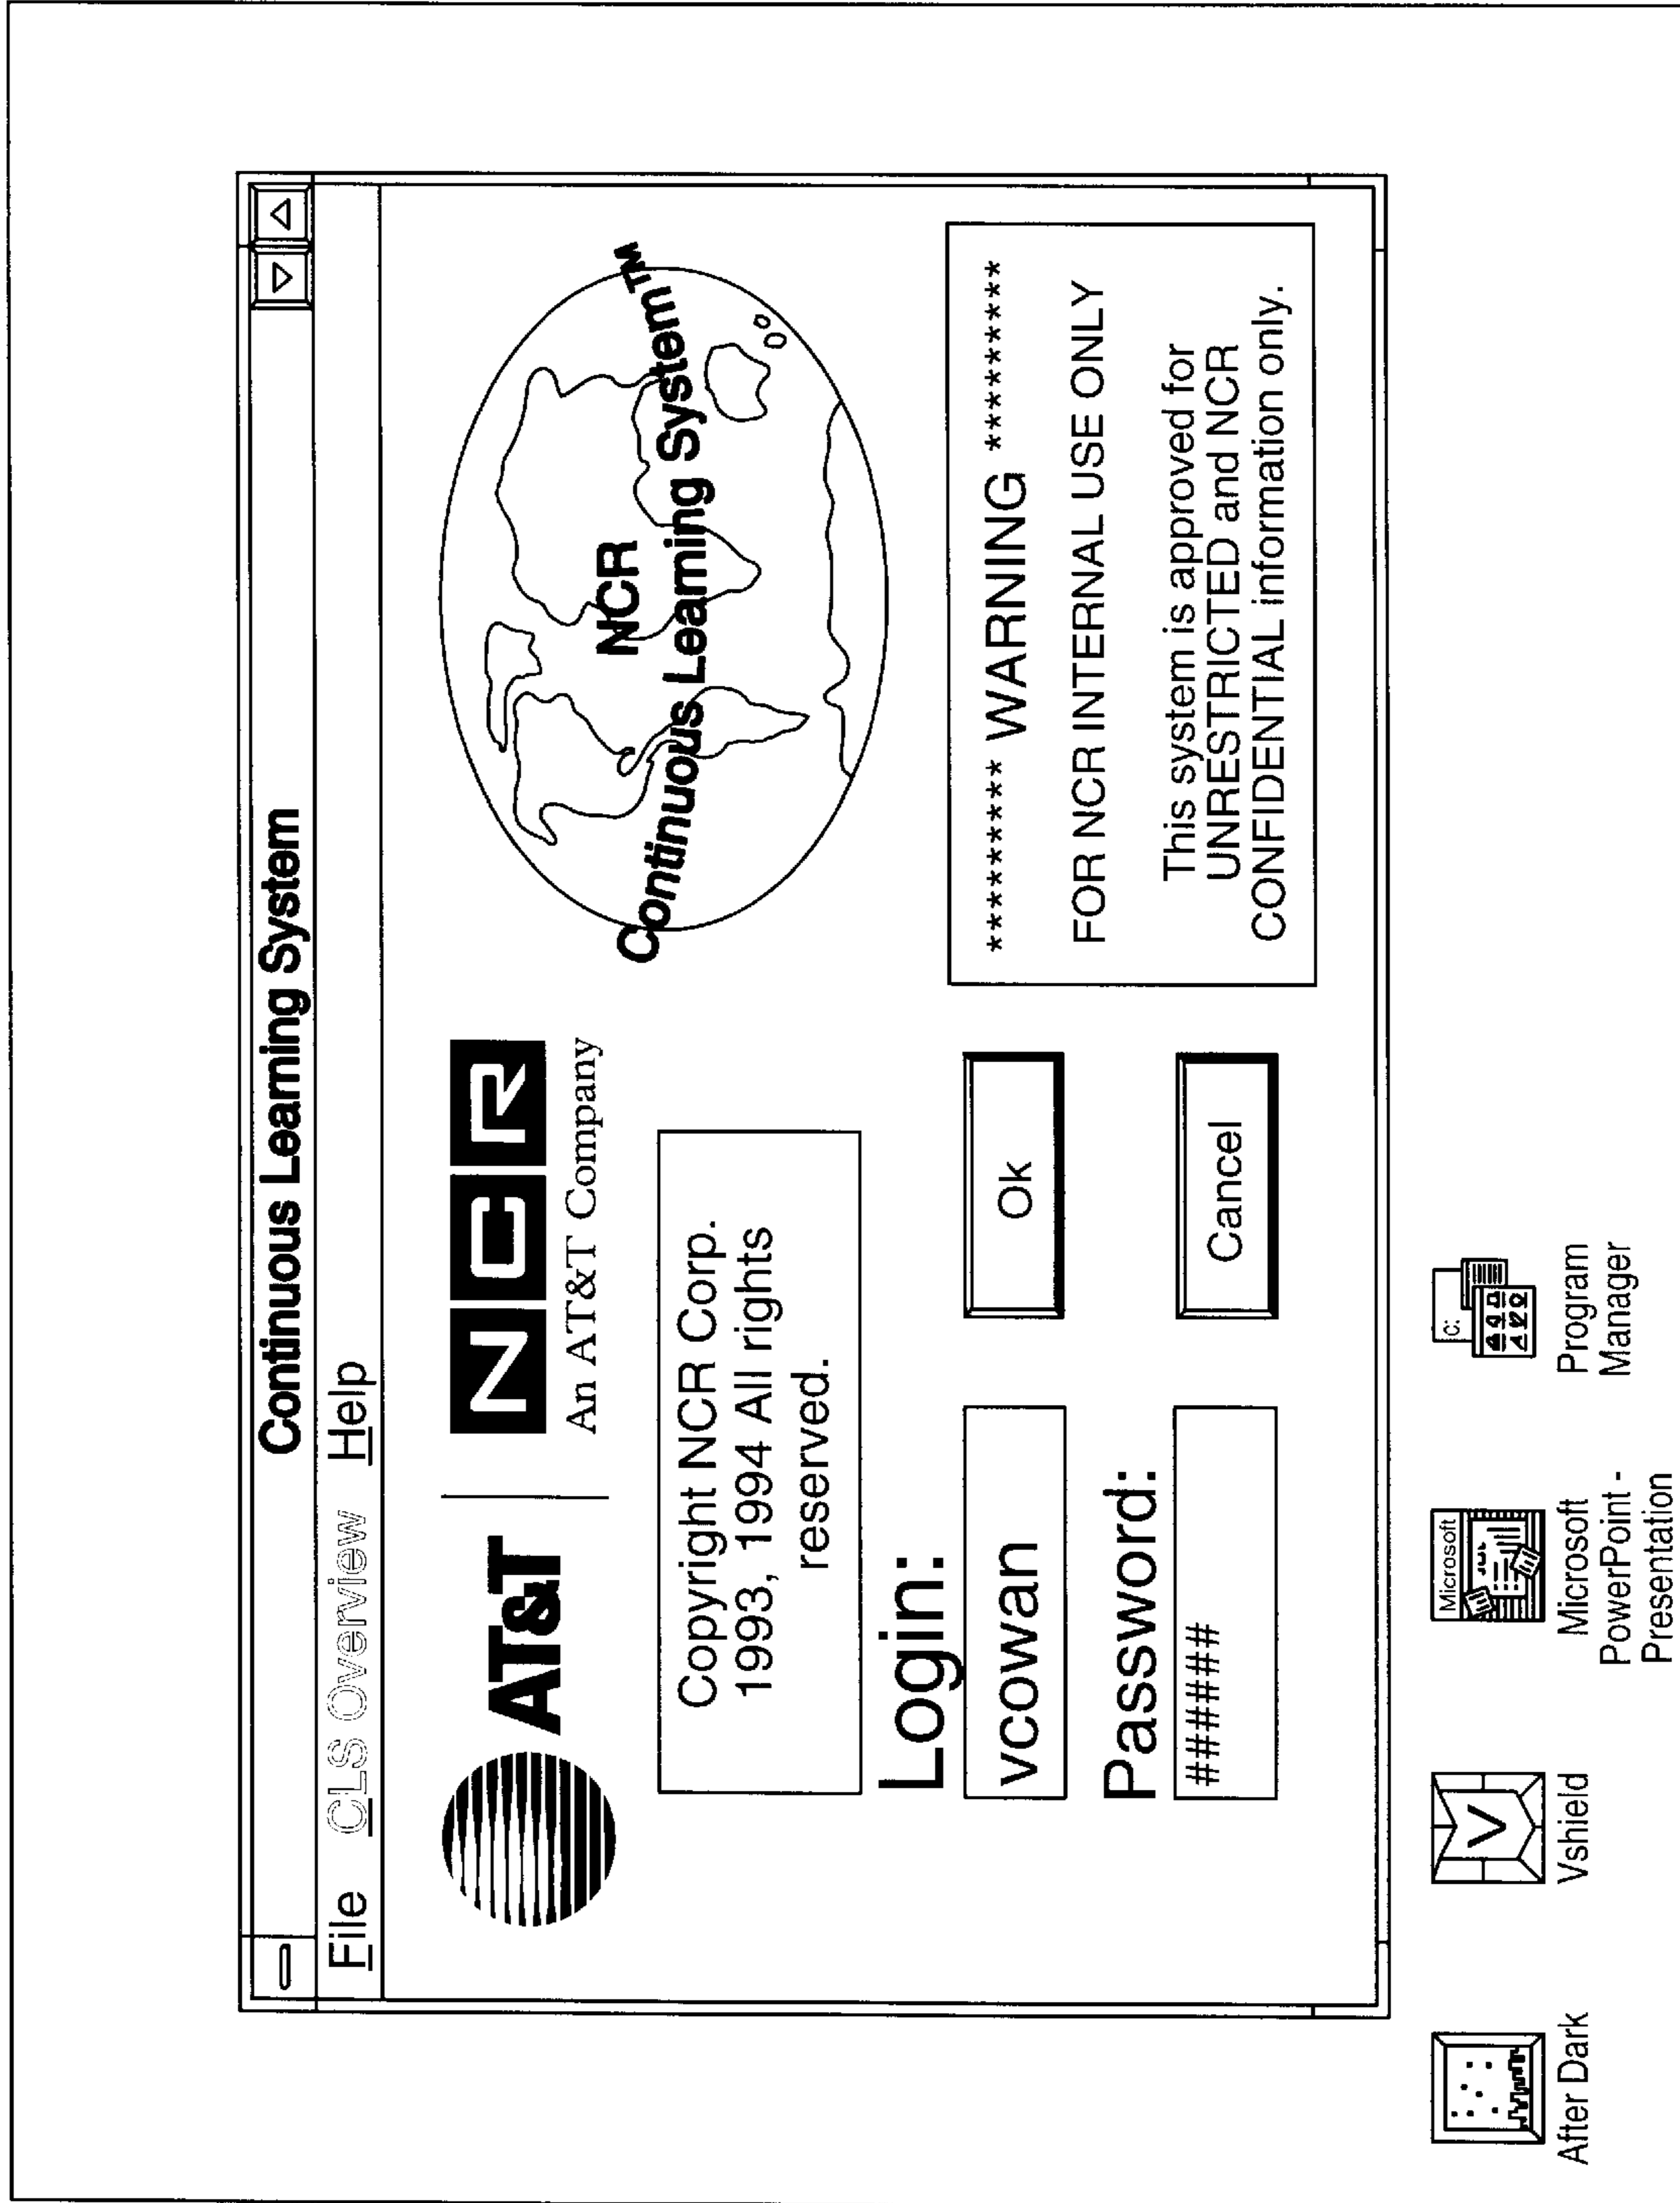 Continuous Learning System
File CLS Overview Help
AT&T
NCR
An AT&T Company
NCR
Continuous Learning System™
Copyright NCR Corp.
1993, 1994 All rights
reserved.
Login:
vcowan
Ok
Password:
######
Cancel
********* WARNING *********
FOR NCR INTERNAL USE ONLY
This system is approved for
UNRESTRICTED and NCR
CONFIDENTIAL information only.
After Dark
V
Vshield
Microsoft
Microsoft
PowerPoint -
Presentation
C:
Program
Manager